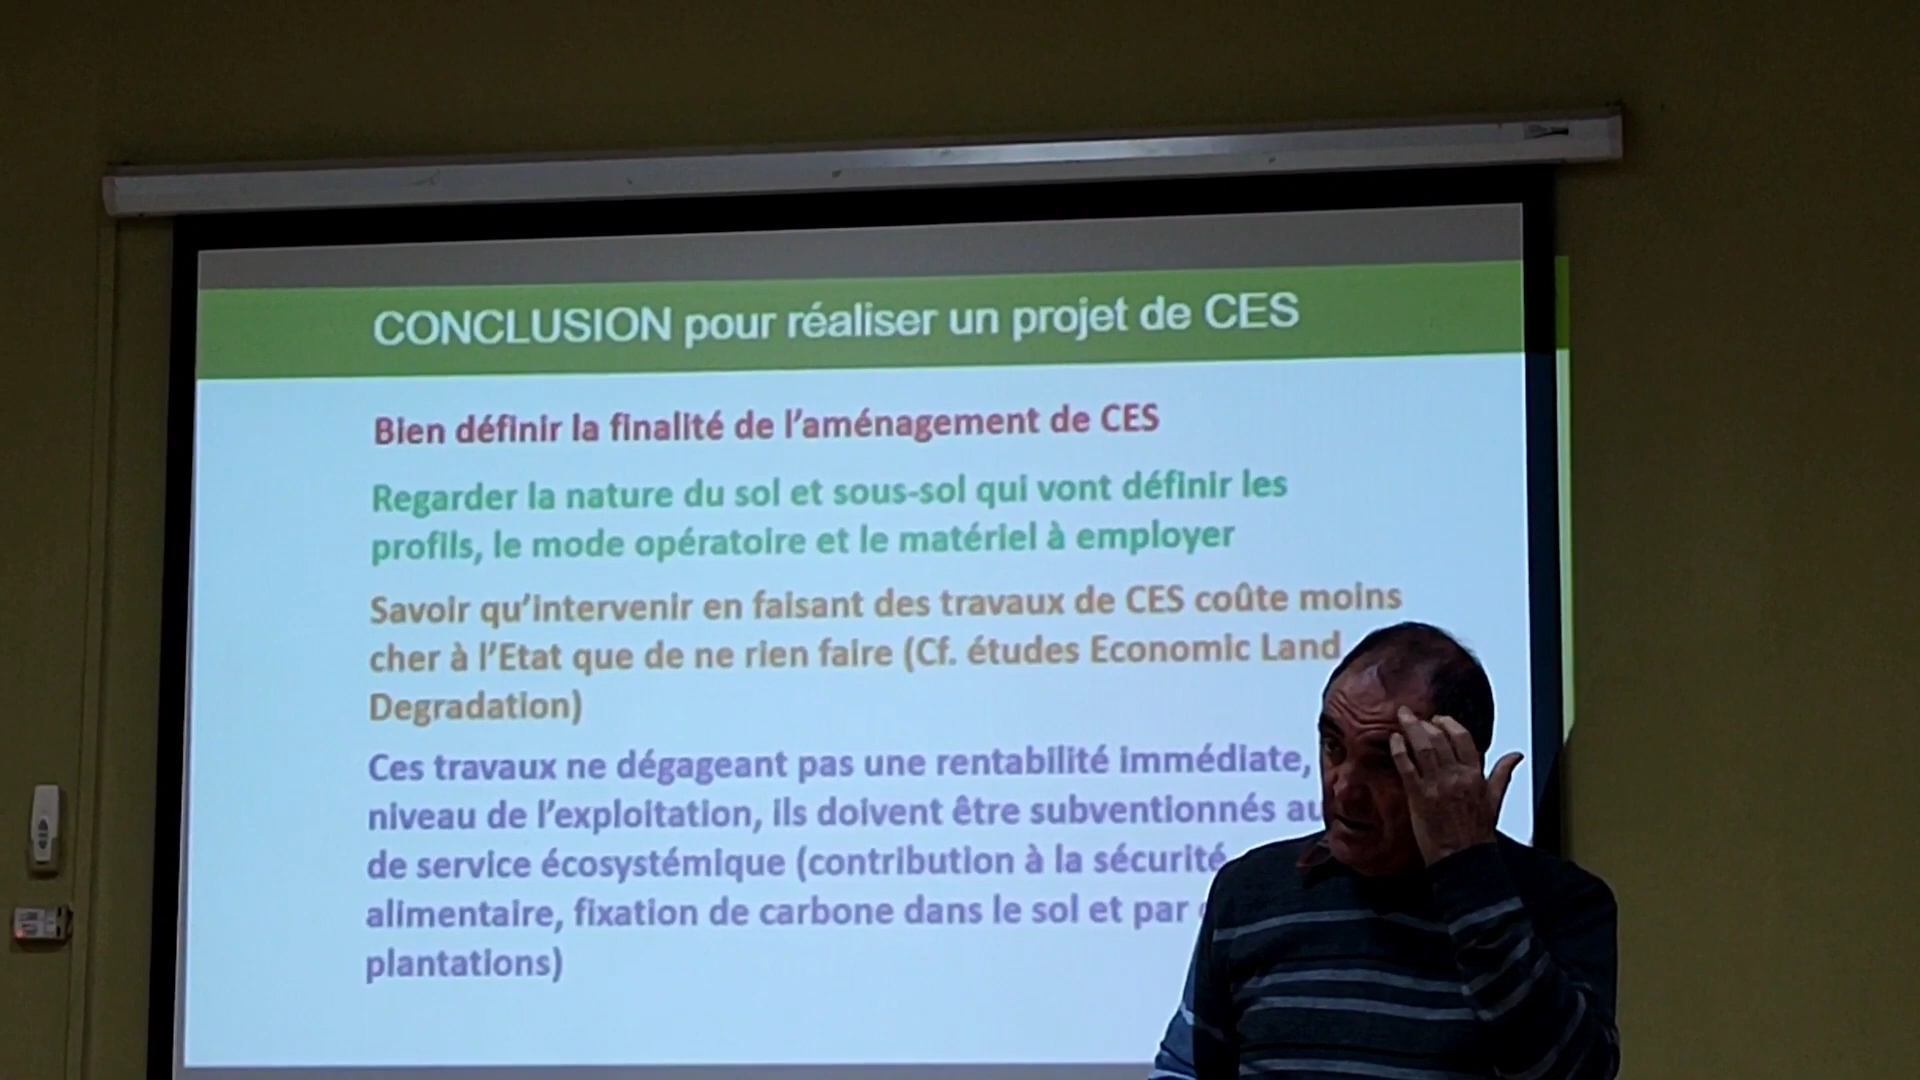 CONCLUSION pour réaliser un projet de CES
Bien définir la finalité de l'aménagement de CES
Regarder la nature du sol et sous-sol qui vont définir les
profils, le mode opératoire et le matériel à employer
Savoir qu'intervenir en faisant des travaux de CES coûte moins
cher à l'Etat que de ne rien faire (Cf. études Economic Land
Degradation)
Ces travaux ne dégageant pas une rentabilité immédiate,
niveau de l'exploitation, ils doivent être subventionnés au
de service écosystémique (contribution à la sécurité
alimentaire, fixation de carbone dans le sol et par
plantations)